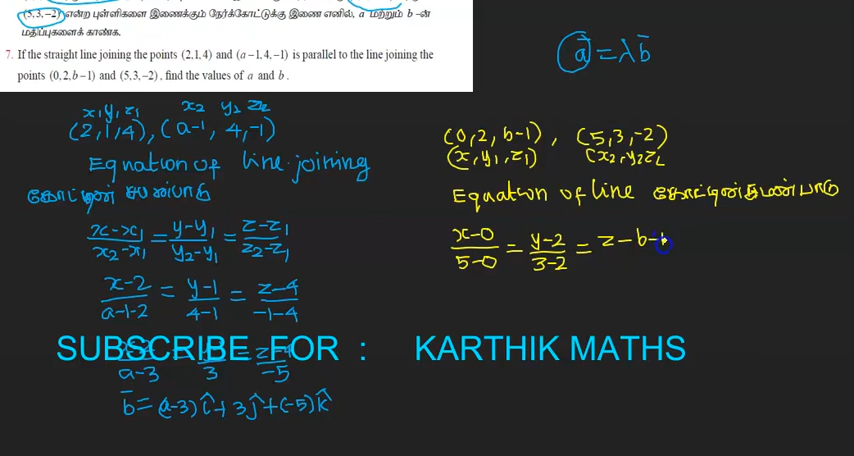 (5,3,−2) என்ற புள்ளிகளை இணைக்கும் நேர்க்கோட்டுக்கு இணை எனில், a மற்றும் b -ன்
மதிப்புகளைக் காண்க.
7. If the straight line joining the points (2,1,4) and (a−1,4,−1) is parallel to the line joining the
points (0,2,b−1) and (5,3,−2), find the values of a and b .
a̅ = λb̅
x₁ y₁ z₁ x₂ y₂ z₂
(2,1,4), (a-1, 4,-1)
Equation of line joining
கோட்டின் சமன்பாடு
x-x₁/x₂-x₁ = y-y₁/y₂-y₁ = z-z₁/z₂-z₁
x-2/a-1-2 = y-1/4-1 = z-4/-1-4
x-2/a-3 = /3 = z-4/-5
b̅ = (a-3)î + 3ĵ + (-5)k̂
(0,2, b-1), (5,3,-2)
(x, y₁, z₁) (x₂, y₂ z₂
Equation of line கோட்டின் சமன்பாடு
x-0/5-0 = y-2/3-2 = z-b-
SUBSCRIBE FOR : KARTHIK MATHS